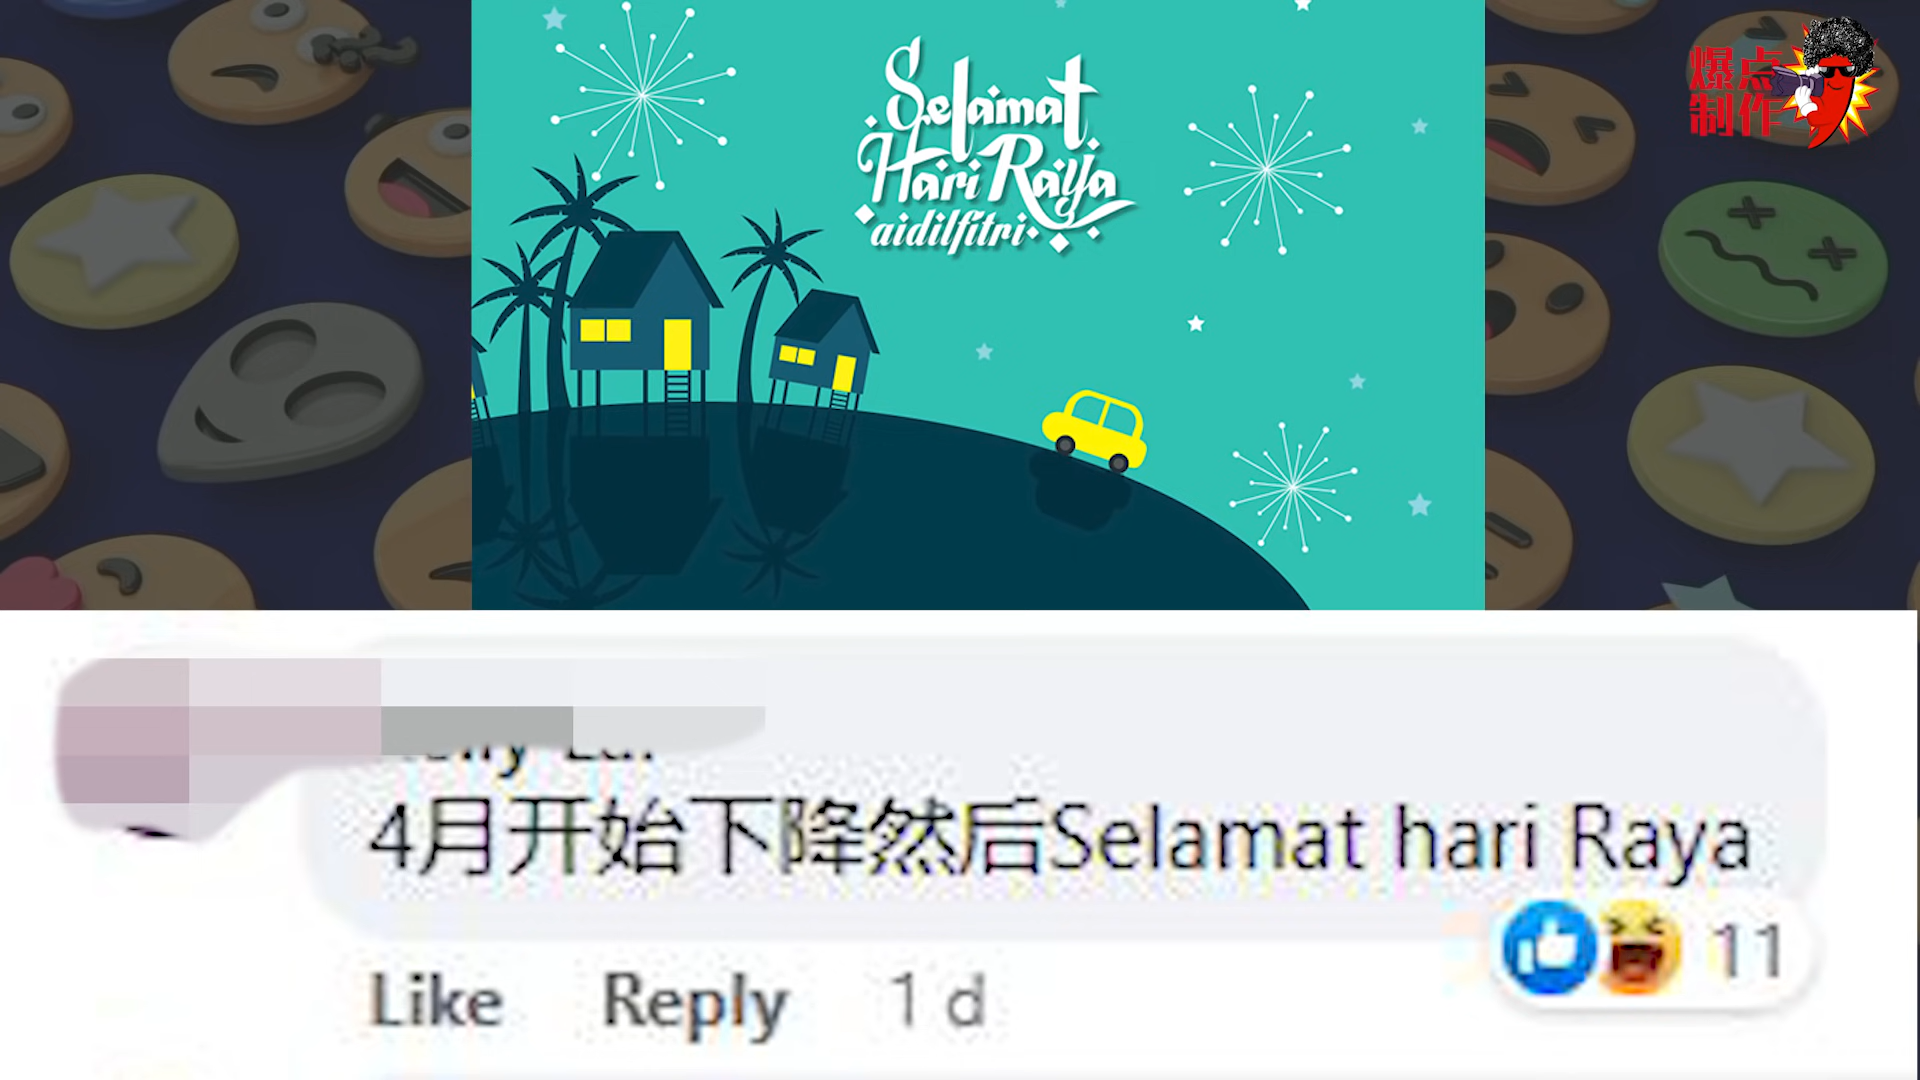 爆点
制作
Selamat
Hari Raya
aidilfitri
4月开始下降然后Selamat hari Raya
11
Like Reply 1 d